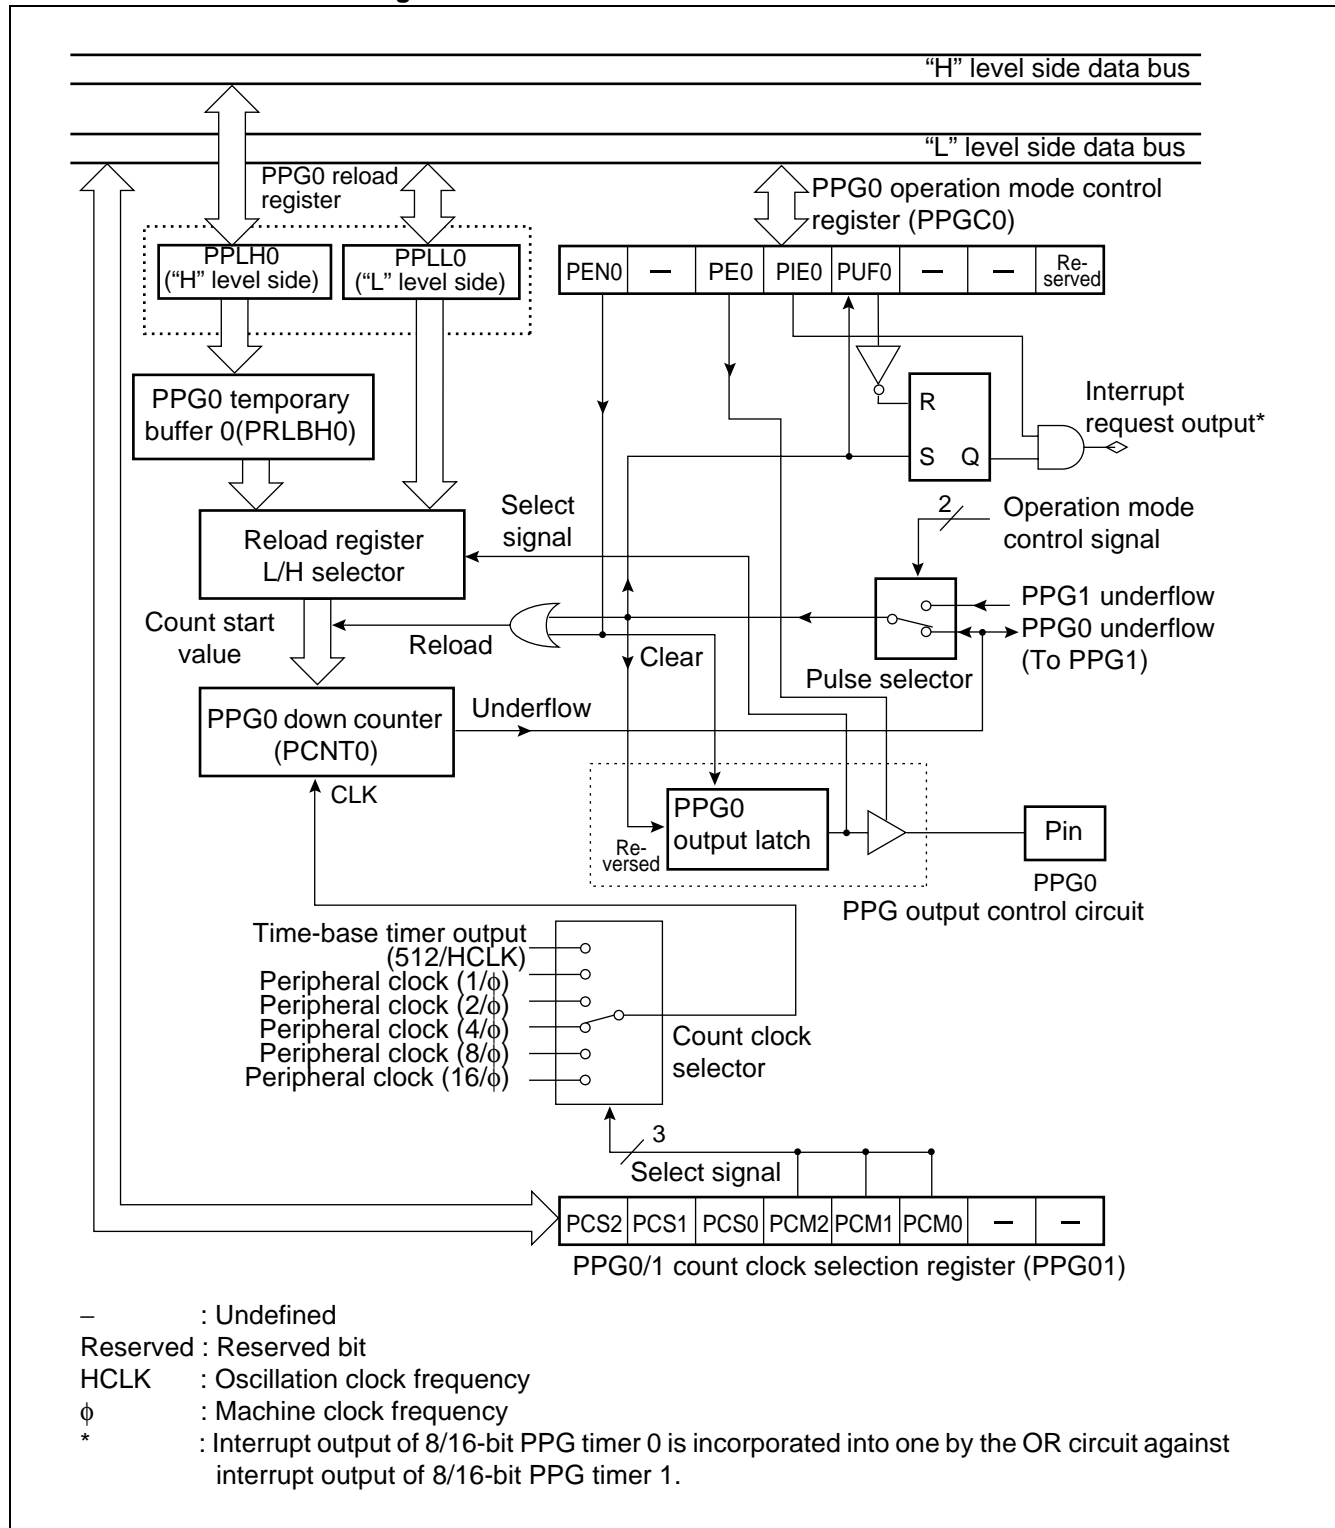 “H” level side data bus
“L” level side data bus
PPG0 reload
register
PPG0 operation mode control
register (PPGC0)
PPLH0
(“H” level side)
PPLL0
(“L” level side)
PEN0 — PE0 PIE0 PUF0 — — Re-
served
PPG0 temporary
buffer 0(PRLBH0)
R
S Q
Interrupt
request output*
Select
signal
2
Operation mode
control signal
Reload register
L/H selector
PPG1 underflow
PPG0 underflow
(To PPG1)
Count start
value
Reload
Clear
Pulse selector
PPG0 down counter
(PCNT0)
Underflow
CLK
PPG0
output latch
Re-
versed
Pin
PPG0
PPG output control circuit
Time-base timer output
(512/HCLK)
Peripheral clock (1/ϕ)
Peripheral clock (2/ϕ)
Peripheral clock (4/ϕ)
Peripheral clock (8/ϕ)
Peripheral clock (16/ϕ)
Count clock
selector
3
Select signal
PCS2 PCS1 PCS0 PCM2 PCM1 PCM0 — —
PPG0/1 count clock selection register (PPG01)
– : Undefined
Reserved : Reserved bit
HCLK : Oscillation clock frequency
ϕ : Machine clock frequency
* : Interrupt output of 8/16-bit PPG timer 0 is incorporated into one by the OR circuit against
interrupt output of 8/16-bit PPG timer 1.